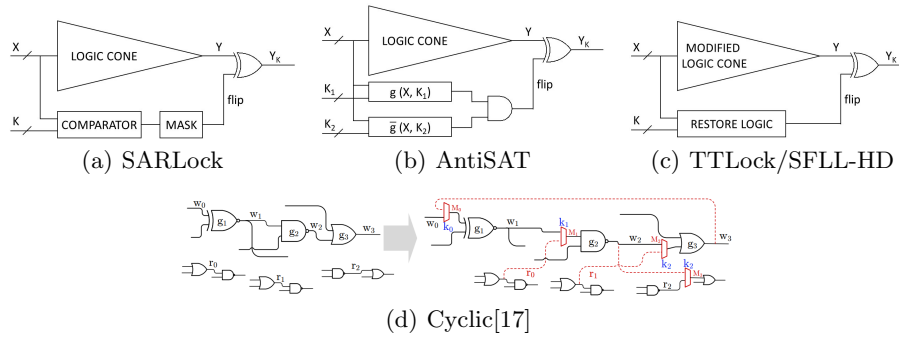 X
LOGIC CONE
Y
Y_K
flip
K
COMPARATOR
MASK
(a) SARLock
X
LOGIC CONE
Y
Y_K
flip
K_1
g (X, K_1)
K_2
g̅ (X, K_2)
(b) AntiSAT
X
MODIFIED
LOGIC CONE
Y
Y_K
flip
K
RESTORE LOGIC
(c) TTLock/SFLL-HD
w_0
g_1
w_1
g_2
w_2
g_3
w_3
r_0
r_1
r_2
w_0
M_0
k_0
g_1
w_1
k_1
M_1
g_2
w_2
M_2
k_2
g_3
w_3
r_0
r_1
r_2
k_2
(d) Cyclic[17]